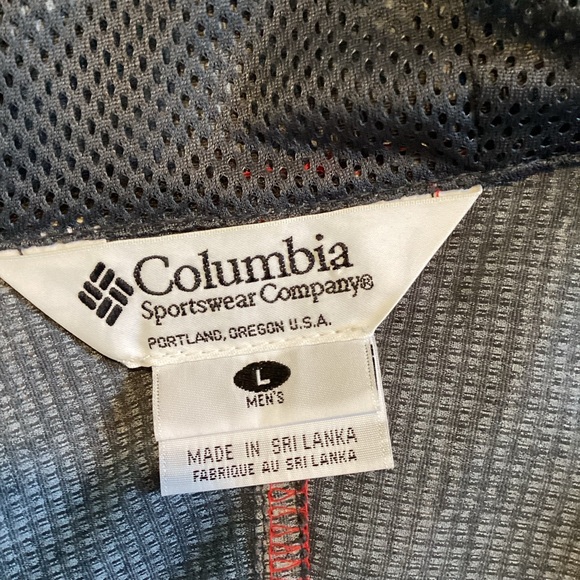 Columbia
Sportswear Company®
PORTLAND, OREGON U.S.A.
L
MEN'S
MADE IN SRI LANKA
FABRIQUE AU SRI LANKA